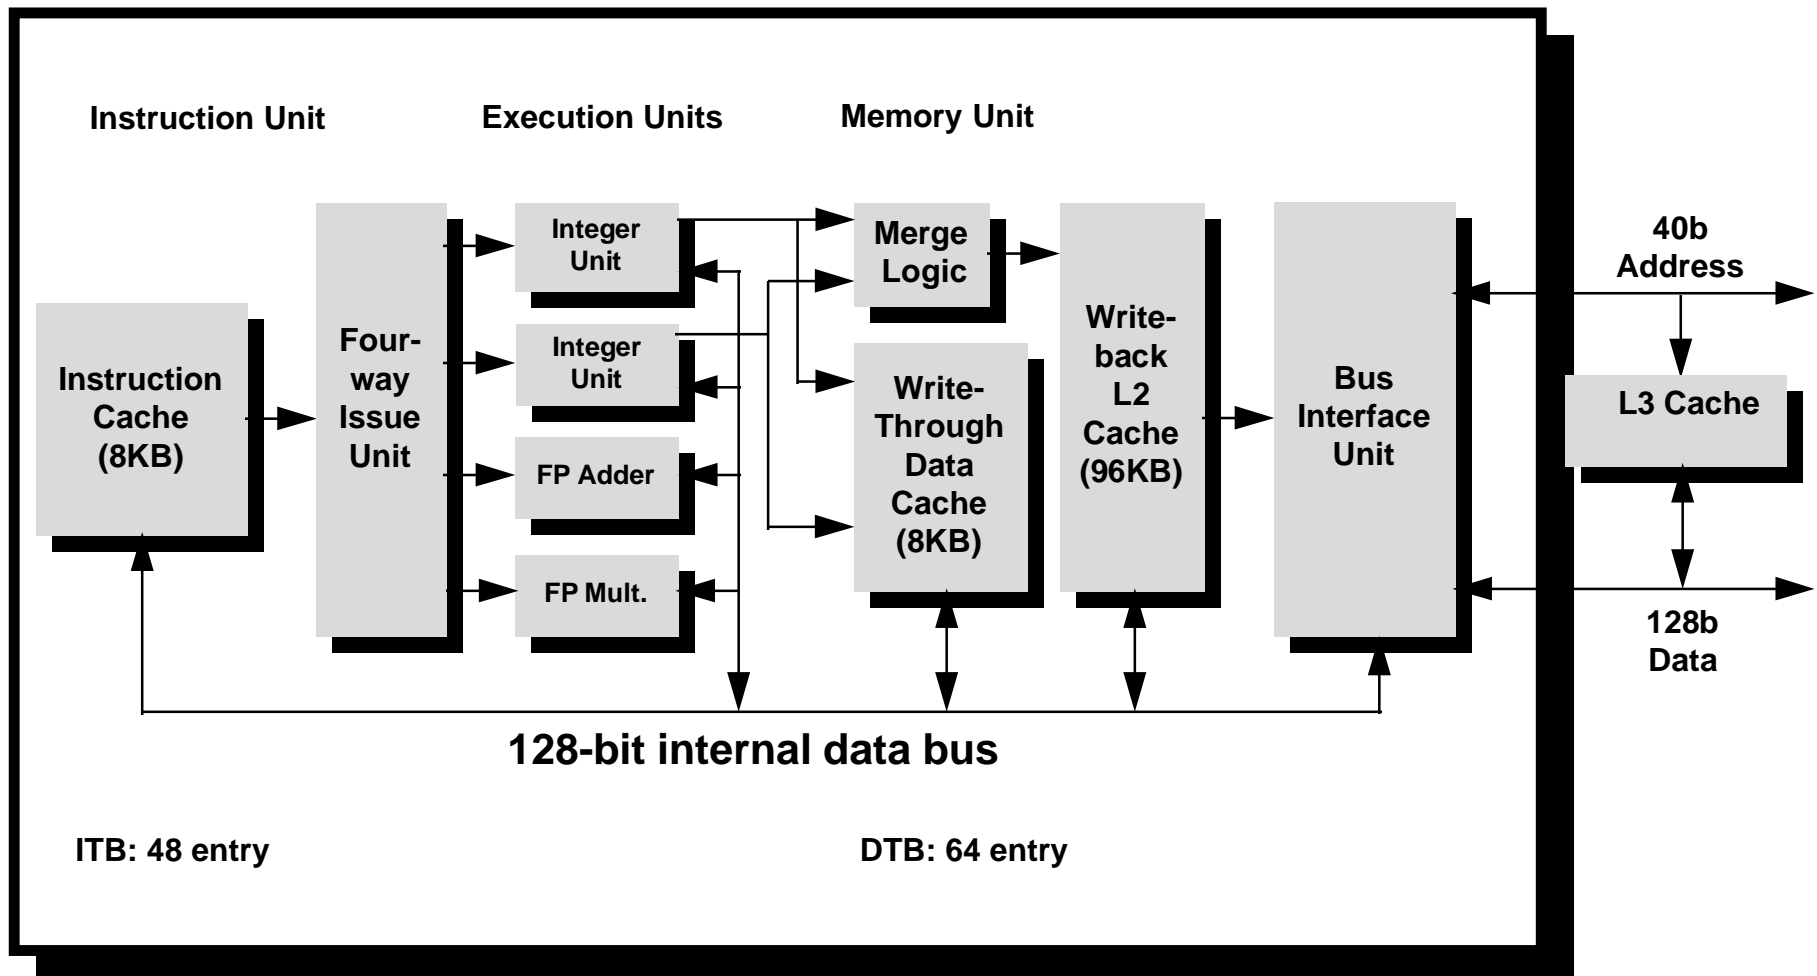 Instruction Unit
Execution Units
Memory Unit
Instruction
Cache
(8KB)
Four-
way
Issue
Unit
Integer
Unit
Integer
Unit
FP Adder
FP Mult.
Merge
Logic
Write-
Through
Data
Cache
(8KB)
Write-
back
L2
Cache
(96KB)
Bus
Interface
Unit
40b
Address
L3 Cache
128b
Data
128-bit internal data bus
ITB: 48 entry
DTB: 64 entry